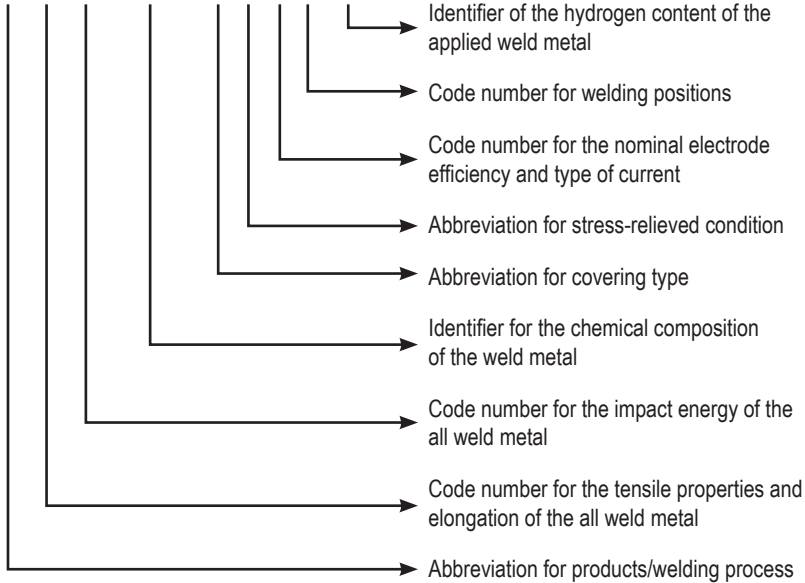 Identifier of the hydrogen content of the
applied weld metal
Code number for welding positions
Code number for the nominal electrode
efficiency and type of current
Abbreviation for stress-relieved condition
Abbreviation for covering type
Identifier for the chemical composition
of the weld metal
Code number for the impact energy of the
all weld metal
Code number for the tensile properties and
elongation of the all weld metal
Abbreviation for products/welding process